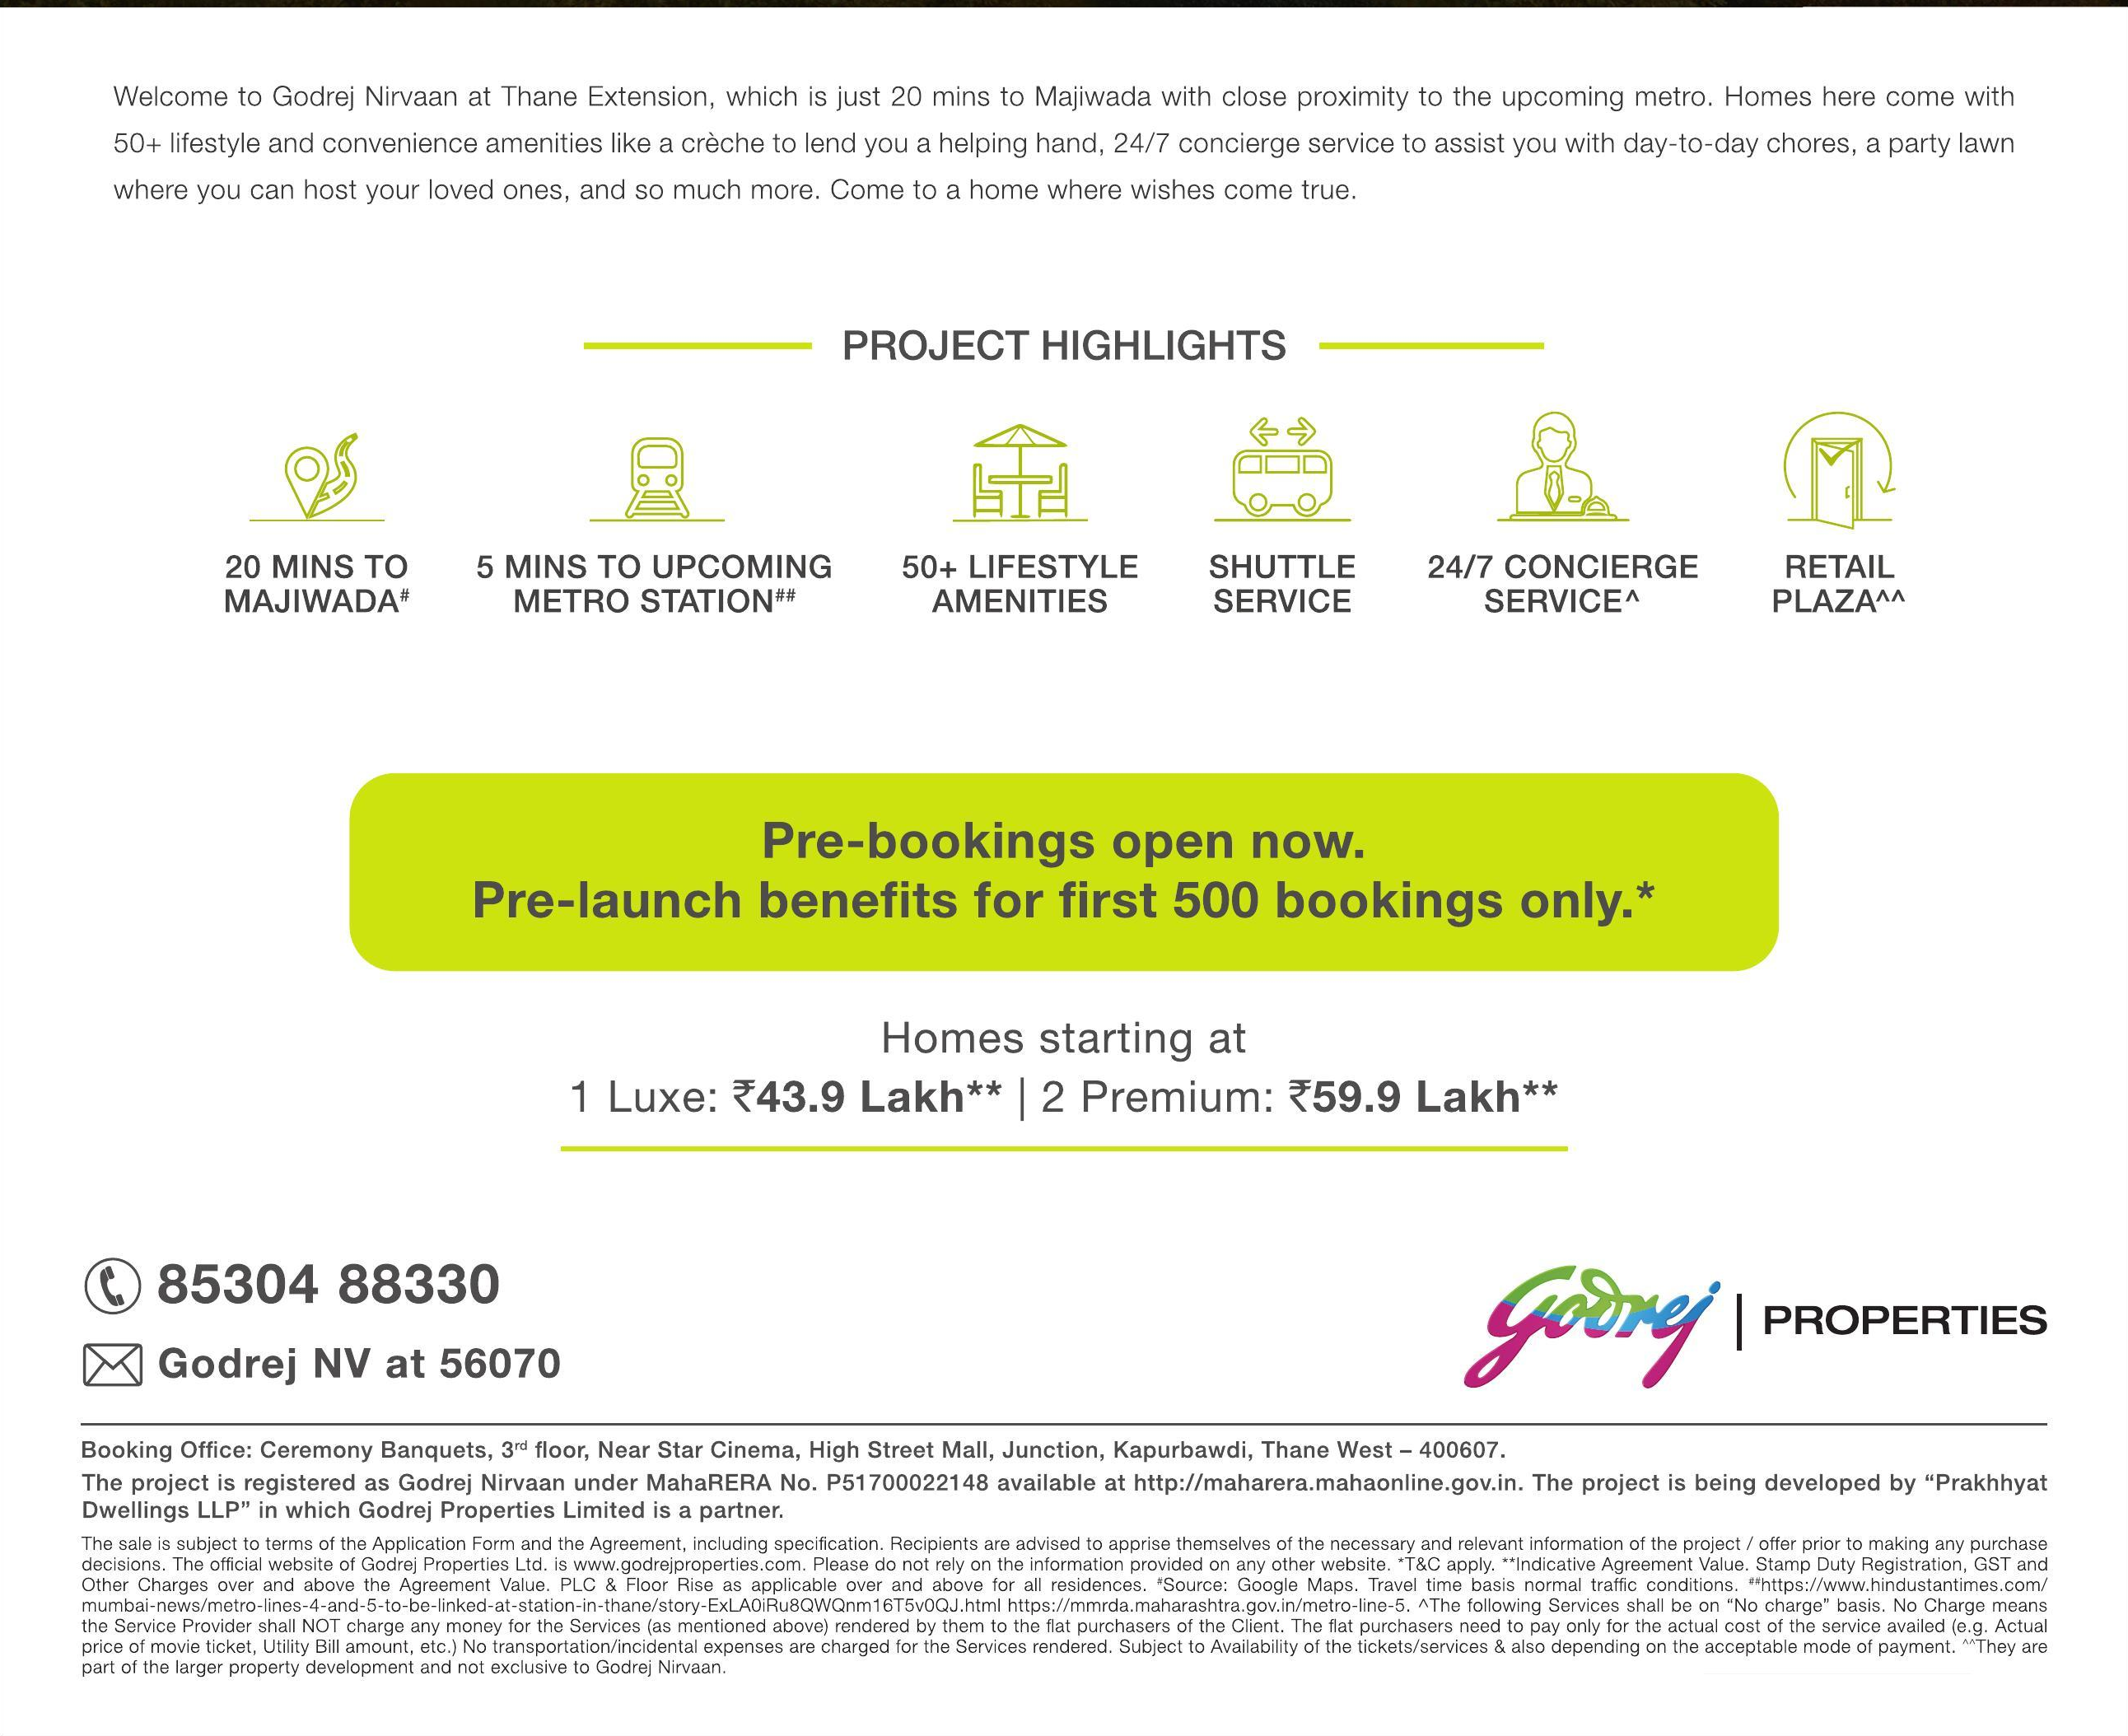 Welcome to Godrej Nirvaan at Thane Extension, which is just 20 mins to Majiwada with close proximity to the upcoming metro. Homes here come with
50+ lifestyle and convenience amenities like a crèche to lend you a helping hand, 24/7 concierge service to assist you with day-to-day chores, a party lawn
where you can host your loved ones, and so much more. Come to a home where wishes come true.
PROJECT HIGHLIGHTS
20 MINS TO
MAJIWADA#
5 MINS TO UPCOMING
METRO STATION##
50+ LIFESTYLE
AMENITIES
SHUTTLE
SERVICE
24/7 CONCIERGE
SERVICE^
RETAIL
PLAZA^^
Pre-bookings open now.
Pre-launch benefits for first 500 bookings only.*
Homes starting at
1 Luxe: ₹43.9 Lakh** | 2 Premium: ₹59.9 Lakh**
85304 88330
Godrej NV at 56070
Godrej | PROPERTIES
Booking Office: Ceremony Banquets, 3rd floor, Near Star Cinema, High Street Mall, Junction, Kapurbawdi, Thane West – 400607.
The project is registered as Godrej Nirvaan under MahaRERA No. P51700022148 available at http://maharera.mahaonline.gov.in. The project is being developed by “Prakhhyat
Dwellings LLP” in which Godrej Properties Limited is a partner.
The sale is subject to terms of the Application Form and the Agreement, including specification. Recipients are advised to apprise themselves of the necessary and relevant information of the project / offer prior to making any purchase
decisions. The official website of Godrej Properties Ltd. is www.godrejproperties.com. Please do not rely on the information provided on any other website. *T&C apply. **Indicative Agreement Value. Stamp Duty Registration, GST and
Other Charges over and above the Agreement Value. PLC & Floor Rise as applicable over and above for all residences. #Source: Google Maps. Travel time basis normal traffic conditions. ##https://www.hindustantimes.com/
mumbai-news/metro-lines-4-and-5-to-be-linked-at-station-in-thane/story-ExLA0iRu8QWQnm16T5v0QJ.html https://mmrda.maharashtra.gov.in/metro-line-5. ^The following Services shall be on “No charge” basis. No Charge means
the Service Provider shall NOT charge any money for the Services (as mentioned above) rendered by them to the flat purchasers of the Client. The flat purchasers need to pay only for the actual cost of the service availed (e.g. Actual
price of movie ticket, Utility Bill amount, etc.) No transportation/incidental expenses are charged for the Services rendered. Subject to Availability of the tickets/services & also depending on the acceptable mode of payment. ^^They are
part of the larger property development and not exclusive to Godrej Nirvaan.